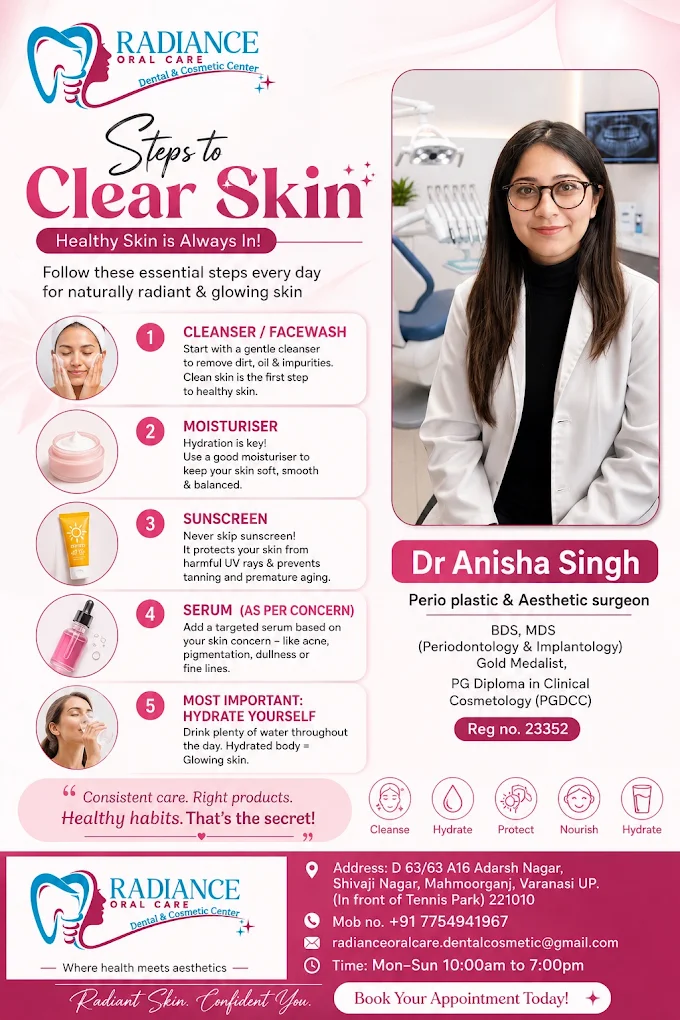 RADIANCE
ORAL CARE
Dental & Cosmetic Center
Steps to
Clear Skin
Healthy Skin is Always In!
Follow these essential steps every day
for naturally radiant & glowing skin
1
CLEANSER / FACEWASH
Start with a gentle cleanser
to remove dirt, oil & impurities.
Clean skin is the first step
to healthy skin.
2
MOISTURISER
Hydration is key!
Use a good moisturiser to
keep your skin soft, smooth
& balanced.
3
SUNSCREEN
Never skip sunscreen!
It protects your skin from
harmful UV rays & prevents
tanning and premature aging.
4
SERUM (AS PER CONCERN)
Add a targeted serum based on
your skin concern – like acne,
pigmentation, dullness or
fine lines.
5
MOST IMPORTANT:
HYDRATE YOURSELF
Drink plenty of water throughout
the day. Hydrated body =
Glowing skin.
“ Consistent care. Right products.
Healthy habits. That's the secret! ”
Dr Anisha Singh
Perio plastic & Aesthetic surgeon
BDS, MDS
(Periodontology & Implantology)
Gold Medalist,
PG Diploma in Clinical
Cosmetology (PGDCC)
Reg no. 23352
Cleanse
Hydrate
Protect
Nourish
Hydrate
RADIANCE
ORAL CARE
Dental & Cosmetic Center
Where health meets aesthetics
Radiant Skin. Confident You.
Address: D 63/63 A16 Adarsh Nagar,
Shivaji Nagar, Mahmoorganj, Varanasi UP.
(In front of Tennis Park) 221010
Mob no. +91 7754941967
radianceoralcare.dentalcosmetic@gmail.com
Time: Mon–Sun 10:00am to 7:00pm
Book Your Appointment Today!